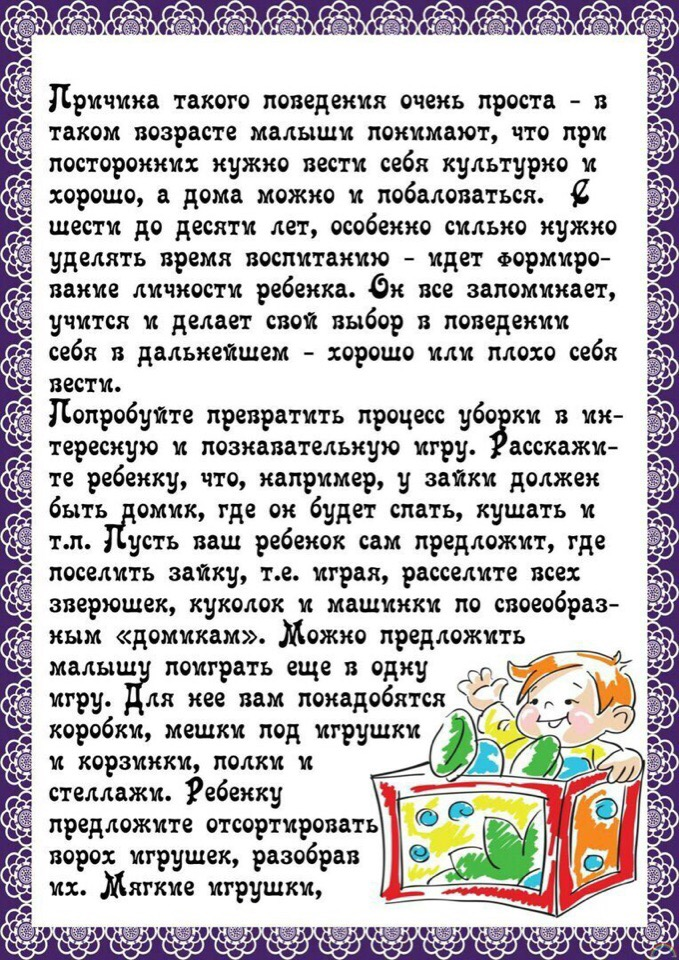 Причина такого поведения очень проста - в
таком возрасте малыши понимают, что при
посторонних нужно вести себя культурно и
хорошо, а дома можно и побаловаться. С
шести до десяти лет, особенно сильно нужно
уделять время воспитанию - идет формиро-
вание личности ребенка. Он все запоминает,
учится и делает свой выбор в поведении
себя в дальнейшем - хорошо или плохо себя
вести.
Попробуйте превратить процесс уборки в ин-
тересную и познавательную игру. Расскажи-
те ребенку, что, например, у зайки должен
быть домик, где он будет спать, кушать и
т.п. Пусть ваш ребенок сам предложит, где
поселить зайку, т.е. играя, расселите всех
зверюшек, куколок и машинки по своеобраз-
ным «домикам». Можно предложить
малышу поиграть еще в одну
игру. Для нее вам понадобятся
коробки, мешки под игрушки
и корзинки, полки и
стеллажи. Ребенку
предложите отсортировать
ворох игрушек, разобрав
их. Мягкие игрушки,